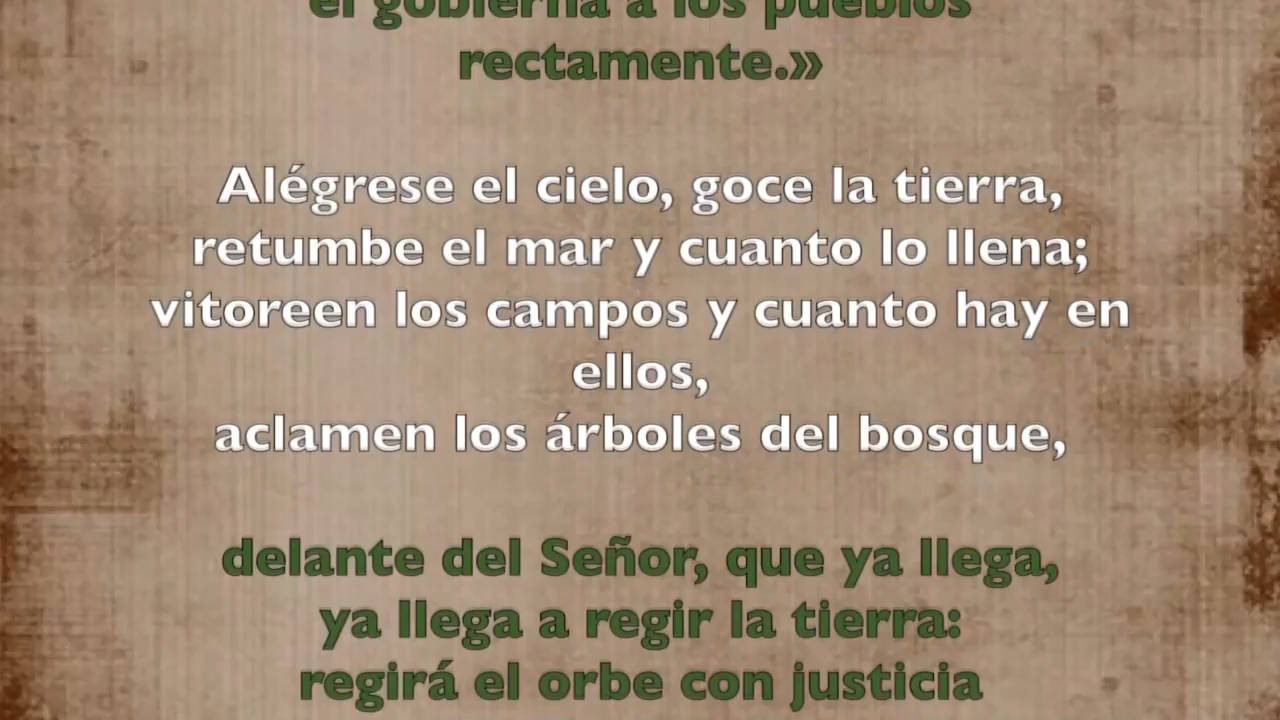 él gobierna a los pueblos
rectamente.»
Alégrese el cielo, goce la tierra,
retumbe el mar y cuanto lo llena;
vitoreen los campos y cuanto hay en
ellos,
aclamen los árboles del bosque,
delante del Señor, que ya llega,
ya llega a regir la tierra:
regirá el orbe con justicia